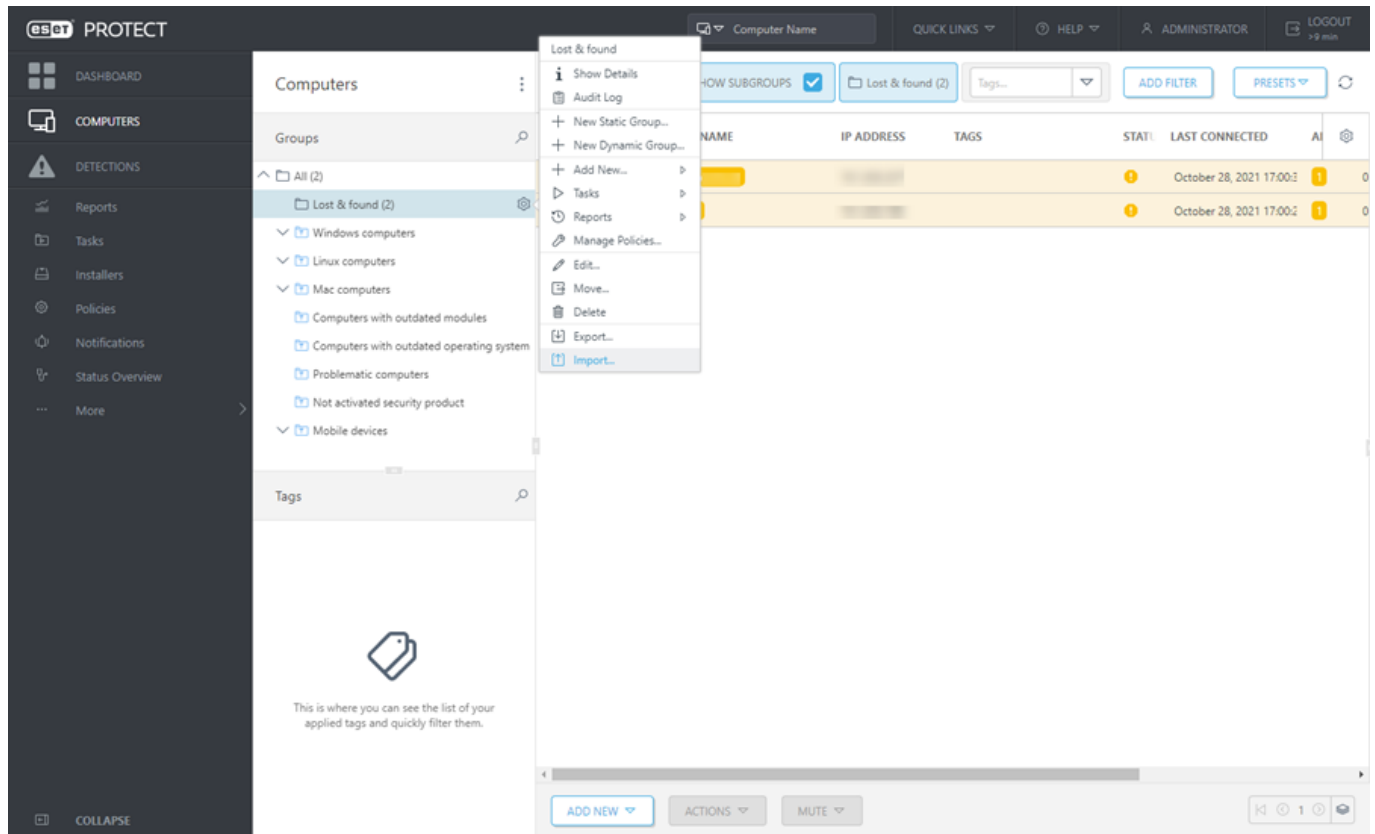 eset PROTECT
Computer Name
QUICK LINKS
HELP
ADMINISTRATOR
LOGOUT
>9 min
DASHBOARD
COMPUTERS
DETECTIONS
Reports
Tasks
Installers
Policies
Notifications
Status Overview
More
COLLAPSE
Computers
Groups
All (2)
Lost & found (2)
Windows computers
Linux computers
Mac computers
Computers with outdated modules
Computers with outdated operating system
Problematic computers
Not activated security product
Mobile devices
Tags
This is where you can see the list of your
applied tags and quickly filter them.
Lost & found
Show Details
Audit Log
New Static Group...
New Dynamic Group...
Add New...
Tasks
Reports
Manage Policies...
Edit...
Move...
Delete
Export...
Import...
HOW SUBGROUPS
Lost & found (2)
Tags...
ADD FILTER
PRESETS
NAME IP ADDRESS TAGS STATU LAST CONNECTED Al
October 28, 2021 17:00:3 1 0
October 28, 2021 17:00:2 1 0
ADD NEW
ACTIONS
MUTE
1